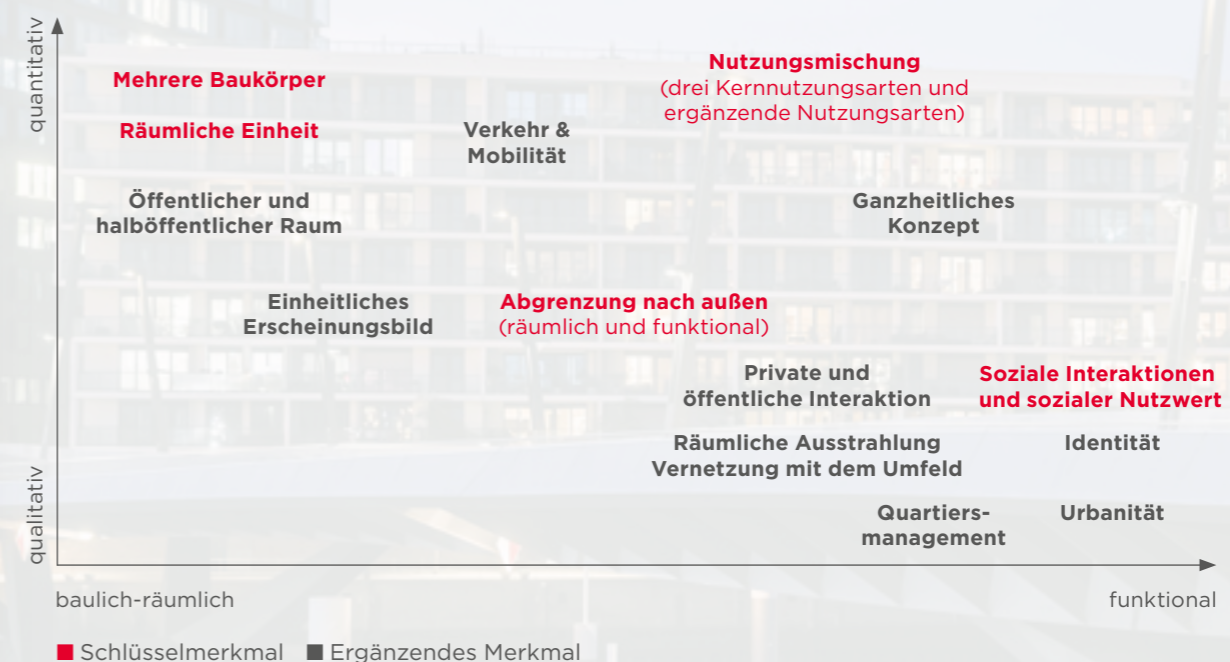 quantitativ
Mehrere Baukörper
Räumliche Einheit
Öffentlicher und
halböffentlicher Raum
Verkehr &
Mobilität
Nutzungsmischung
(drei Kernnutzungsarten und
ergänzende Nutzungsarten)
Ganzheitliches
Konzept
Einheitliches
Erscheinungsbild
Abgrenzung nach außen
(räumlich und funktional)
Private und
öffentliche Interaktion
Soziale Interaktionen
und sozialer Nutzwert
Räumliche Ausstrahlung
Vernetzung mit dem Umfeld
Identität
Quartiers-
management
Urbanität
qualitativ
baulich-räumlich
funktional
Schlüsselmerkmal
Ergänzendes Merkmal